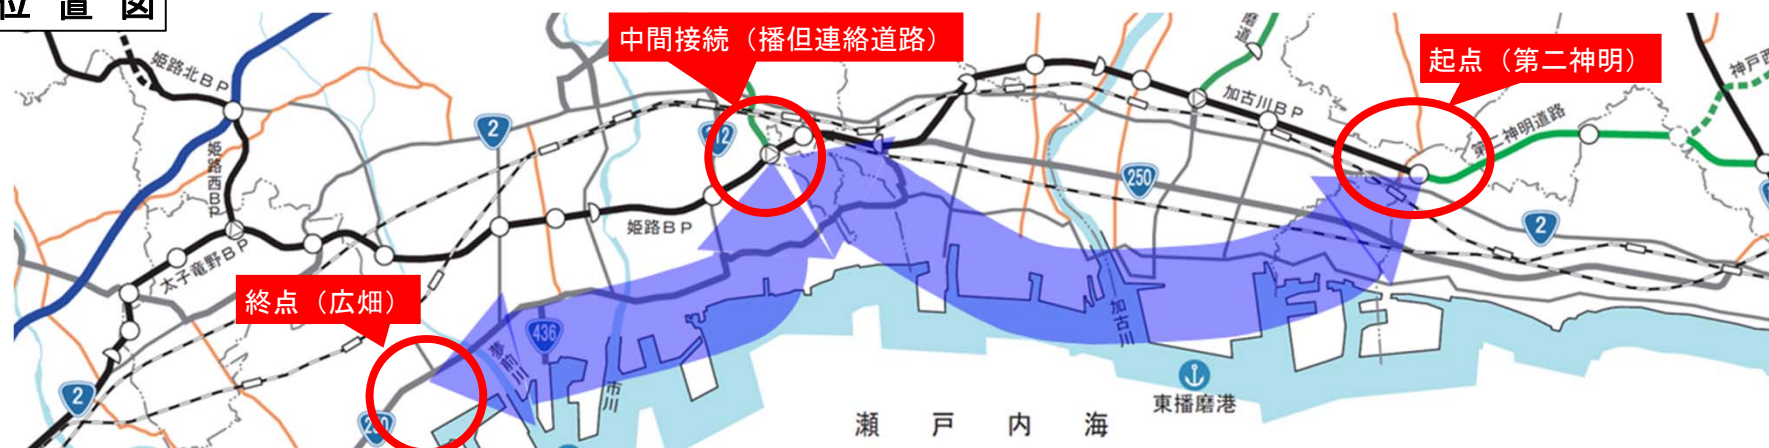 位置図
中間接続（播但連絡道路）
起点（第二神明）
終点（広畑）
姫路北BP
姫路西BP
太子竜野BP
姫路BP
加古川BP
第二神明道路
神戸西
磨道
2
2
2
250
436
夢前川
市川
加古川
東播磨港
瀬戸内海